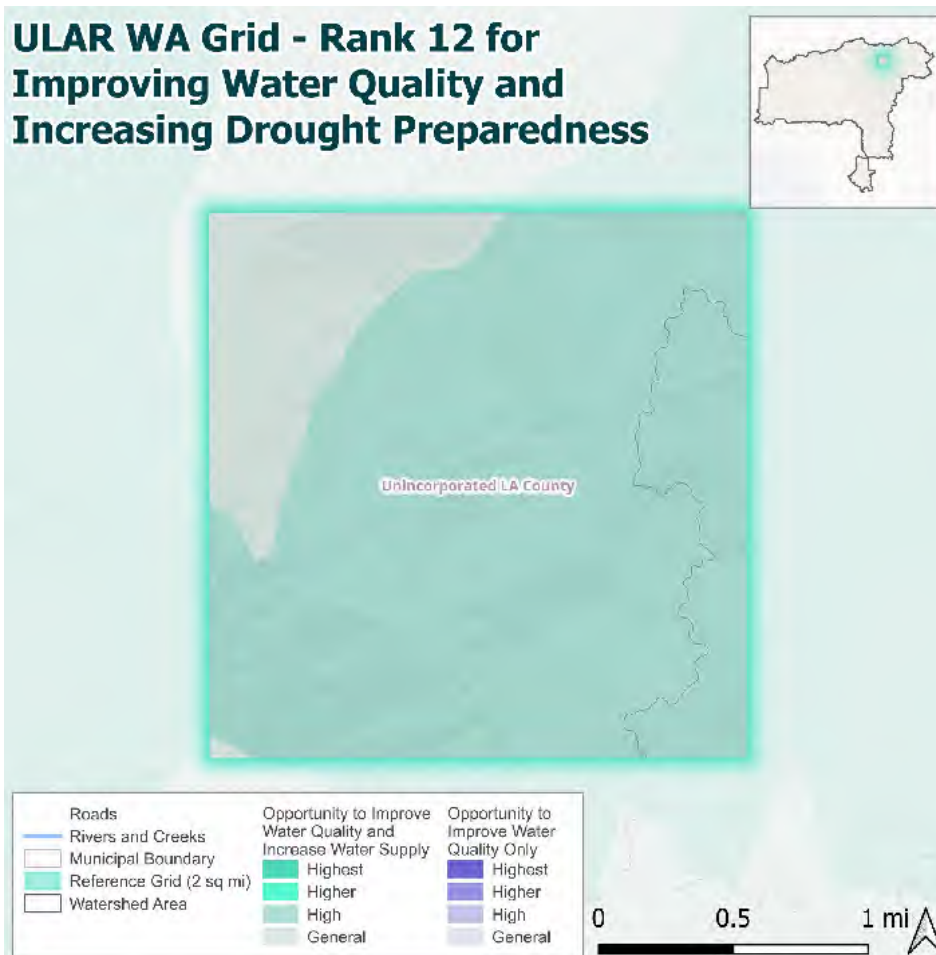 ULAR WA Grid - Rank 12 for
Improving Water Quality and
Increasing Drought Preparedness
Unincorporated LA County
Roads
Rivers and Creeks
Municipal Boundary
Reference Grid (2 sq mi)
Watershed Area
Opportunity to Improve
Water Quality and
Increase Water Supply
Highest
Higher
High
General
Opportunity to
Improve Water
Quality Only
Highest
Higher
High
General
0 0.5 1 mi